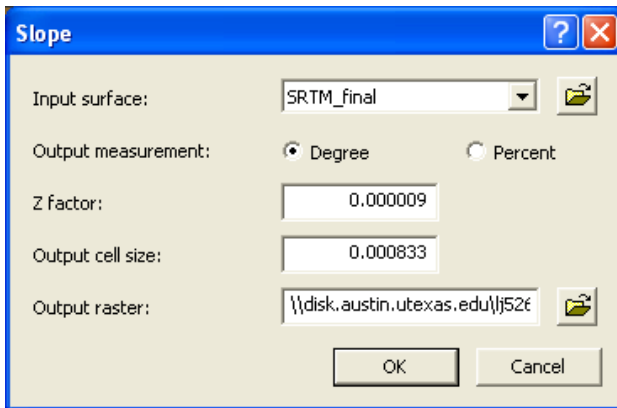 Slope
Input surface: SRTM_final
Output measurement: Degree Percent
Z factor: 0.000009
Output cell size: 0.000833
Output raster: \\disk.austin.utexas.edu\lj526
OK Cancel